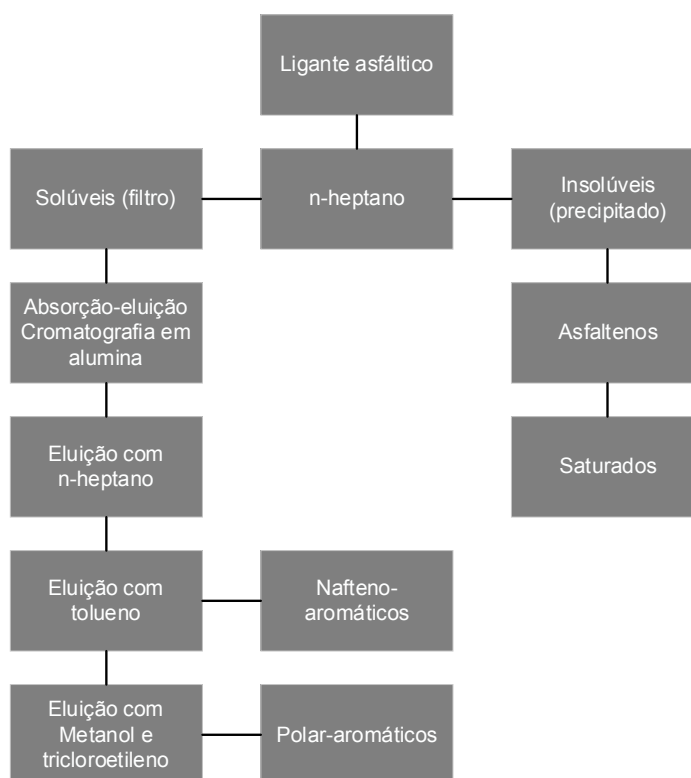 Ligante asfáltico
Solúveis (filtro)
n-heptano
Insolúveis
(precipitado)
Absorção-eluição
Cromatografia em
alumina
Asfaltenos
Eluição com
n-heptano
Saturados
Eluição com
tolueno
Nafteno-
aromáticos
Eluição com
Metanol e
tricloroetileno
Polar-aromáticos